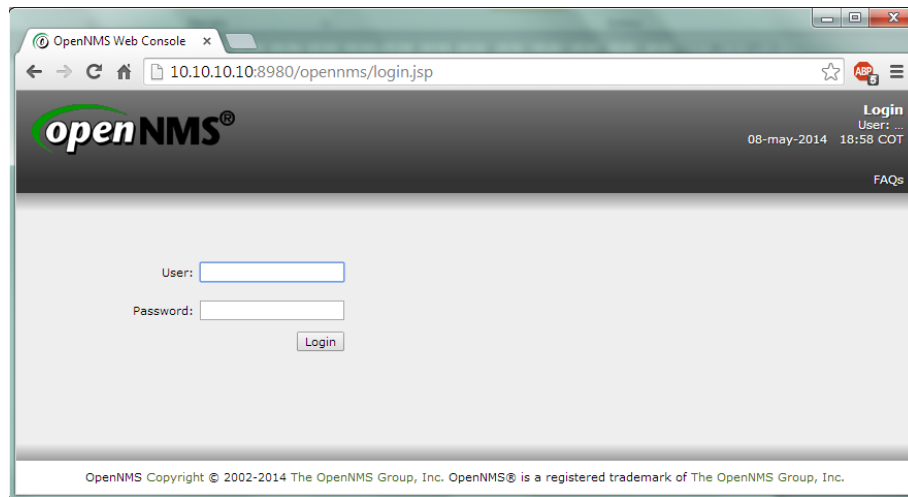 OpenNMS Web Console
10.10.10.10:8980/opennms/login.jsp
ABP
5
openNMS®
Login
User: ...
08-may-2014 18:58 COT
FAQs
User:
Password:
Login
OpenNMS Copyright © 2002-2014 The OpenNMS Group, Inc. OpenNMS® is a registered trademark of The OpenNMS Group, Inc.